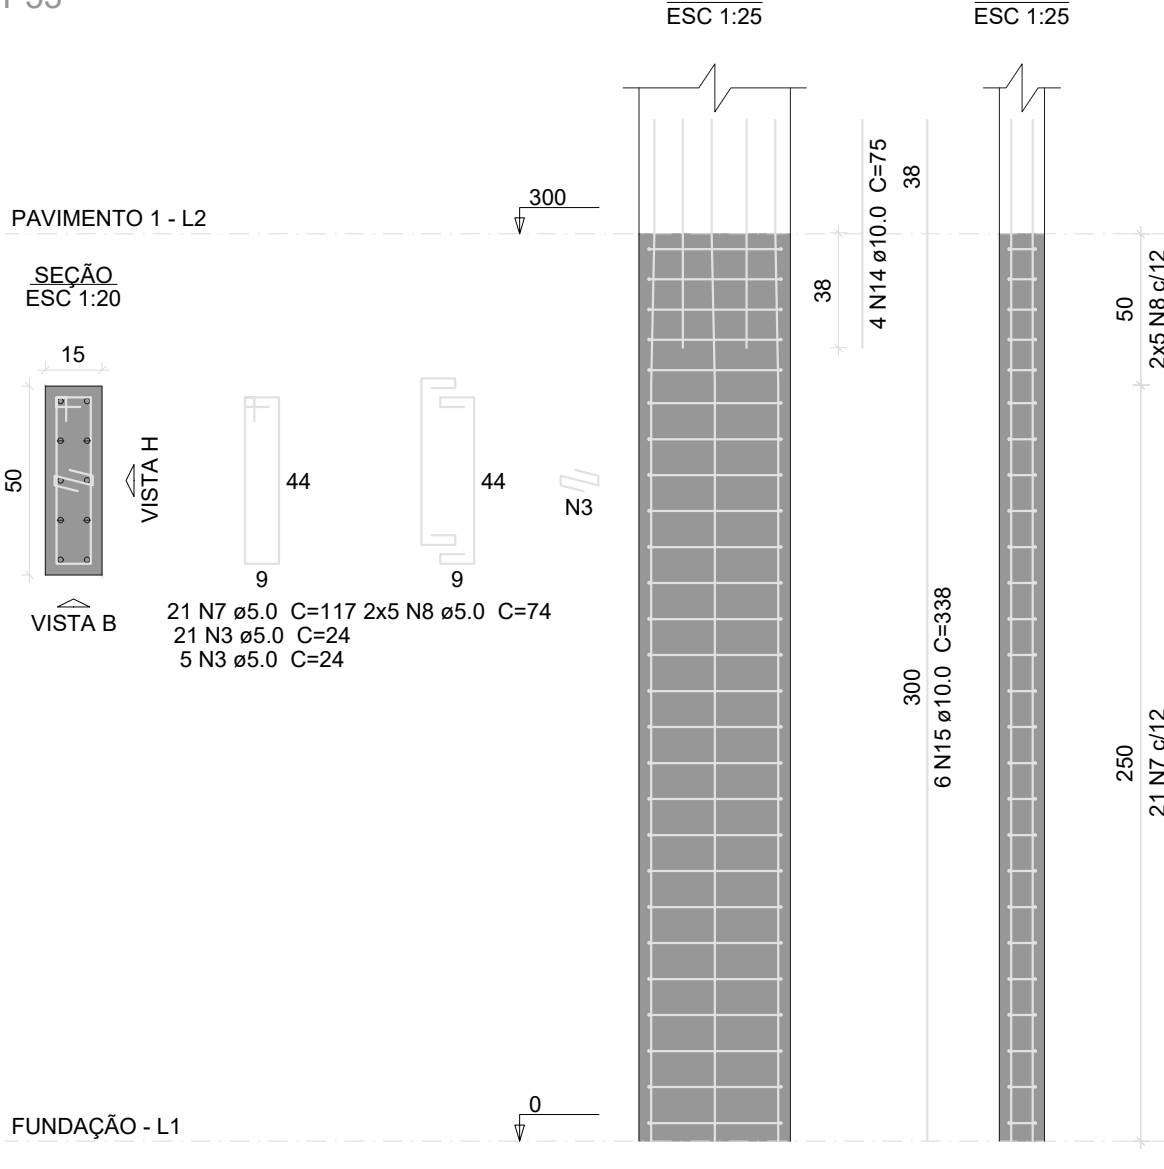 ESC 1:25
ESC 1:25
PAVIMENTO 1 - L2
300
SEÇÃO
ESC 1:20
15
50
VISTA H
VISTA B
44
9
44
9
N3
21 N7 ø5.0 C=117
2x5 N8 ø5.0 C=74
21 N3 ø5.0 C=24
5 N3 ø5.0 C=24
38
4 N14 ø10.0 C=75
38
300
6 N15 ø10.0 C=338
50
2x5 N8 c/12
250
21 N7 c/12
FUNDAÇÃO - L1
0